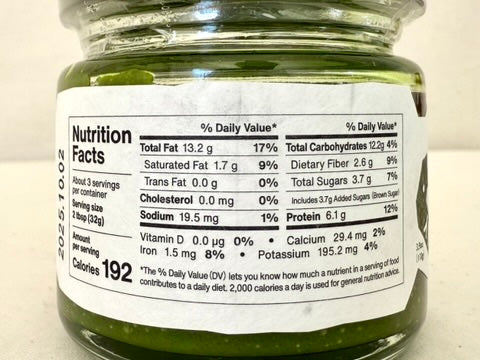 2025.10.02
Nutrition
Facts
About 3 servings
per container
Serving size
2 tbsp (32g)
Amount
per serving
Calories 192
% Daily Value*
Total Fat 13.2 g 17%
Saturated Fat 1.7 g 9%
Trans Fat 0.0 g 0%
Cholesterol 0.0 mg 0%
Sodium 19.5 mg 1%
% Daily Value*
Total Carbohydrates 12.2g 4%
Dietary Fiber 2.6 g 9%
Total Sugars 3.7 g 7%
Includes 3.7g Added Sugars (Brown Sugar)
Protein 6.1 g 12%
Vitamin D 0.0 µg 0% • Calcium 29.4 mg 2%
Iron 1.5 mg 8% • Potassium 195.2 mg 4%
*The % Daily Value (DV) lets you know how much a nutrient in a serving of food
contributes to a daily diet. 2,000 calories a day is used for general nutrition advice.